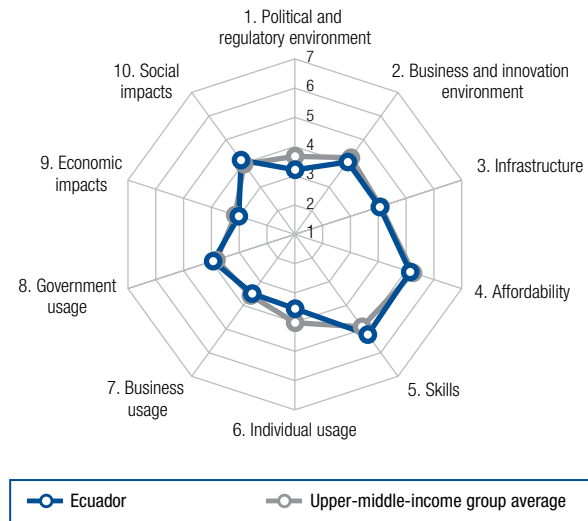 1. Political and
regulatory environment
2. Business and innovation
environment
3. Infrastructure
4. Affordability
5. Skills
6. Individual usage
7. Business
usage
8. Government
usage
9. Economic
impacts
10. Social
impacts
7
6
5
4
3
2
1
Ecuador
Upper-middle-income group average